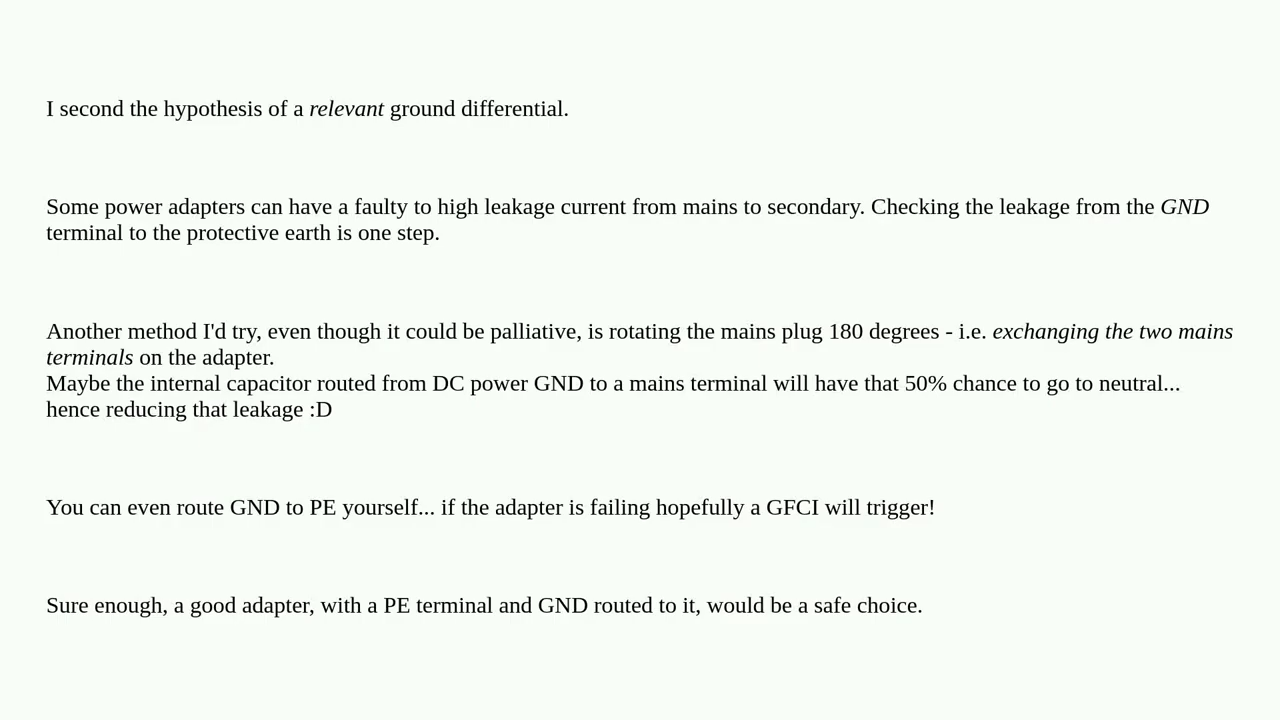 I second the hypothesis of a relevant ground differential.
Some power adapters can have a faulty to high leakage current from mains to secondary. Checking the leakage from the GND
terminal to the protective earth is one step.
Another method I'd try, even though it could be palliative, is rotating the mains plug 180 degrees - i.e. exchanging the two mains
terminals on the adapter.
Maybe the internal capacitor routed from DC power GND to a mains terminal will have that 50% chance to go to neutral...
hence reducing that leakage :D
You can even route GND to PE yourself... if the adapter is failing hopefully a GFCI will trigger!
Sure enough, a good adapter, with a PE terminal and GND routed to it, would be a safe choice.